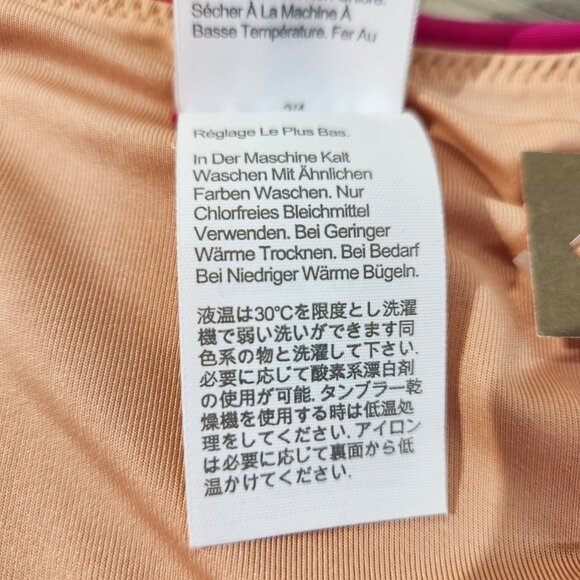 Sécher À La Machine À
Basse Température. Fer Au
Réglage Le Plus Bas.
In Der Maschine Kalt
Waschen Mit Ähnlichen
Farben Waschen. Nur
Chlorfreies Bleichmittel
Verwenden. Bei Geringer
Wärme Trocknen. Bei Bedarf
Bei Niedriger Wärme Bügeln.
液温は30℃を限度とし洗濯
機で弱い洗いができます同
色系の物と洗濯して下さい.
必要に応じて酸素系漂白剤
の使用が可能. タンブラー乾
燥機を使用する時は低温処
理をしてください. アイロン
は必要に応じて裏面から低
温かけてください.